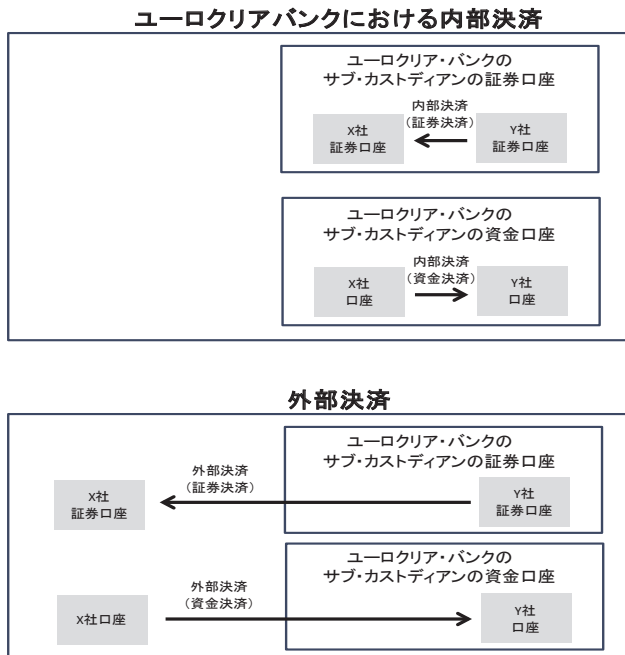 ユーロクリアバンクにおける内部決済
ユーロクリア・バンクの
サブ・カストディアンの証券口座
内部決済
(証券決済)
X社
証券口座
Y社
証券口座
ユーロクリア・バンクの
サブ・カストディアンの資金口座
内部決済
(資金決済)
X社
口座
Y社
口座
外部決済
ユーロクリア・バンクの
サブ・カストディアンの証券口座
外部決済
(証券決済)
X社
証券口座
Y社
証券口座
ユーロクリア・バンクの
サブ・カストディアンの資金口座
外部決済
(資金決済)
X社口座
Y社
口座